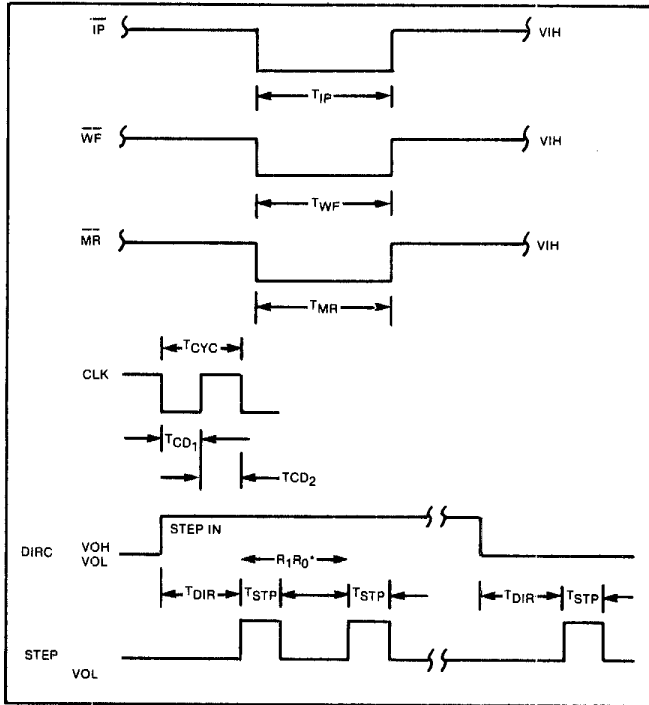 IP VIH
TIP
WF VIH
TWF
MR VIH
TMR
TCYC
CLK
TCD1
TCD2
STEP IN
DIRC VOH
VOL
R1R0*
TDIR TSTP TSTP TDIR TSTP
STEP
VOL